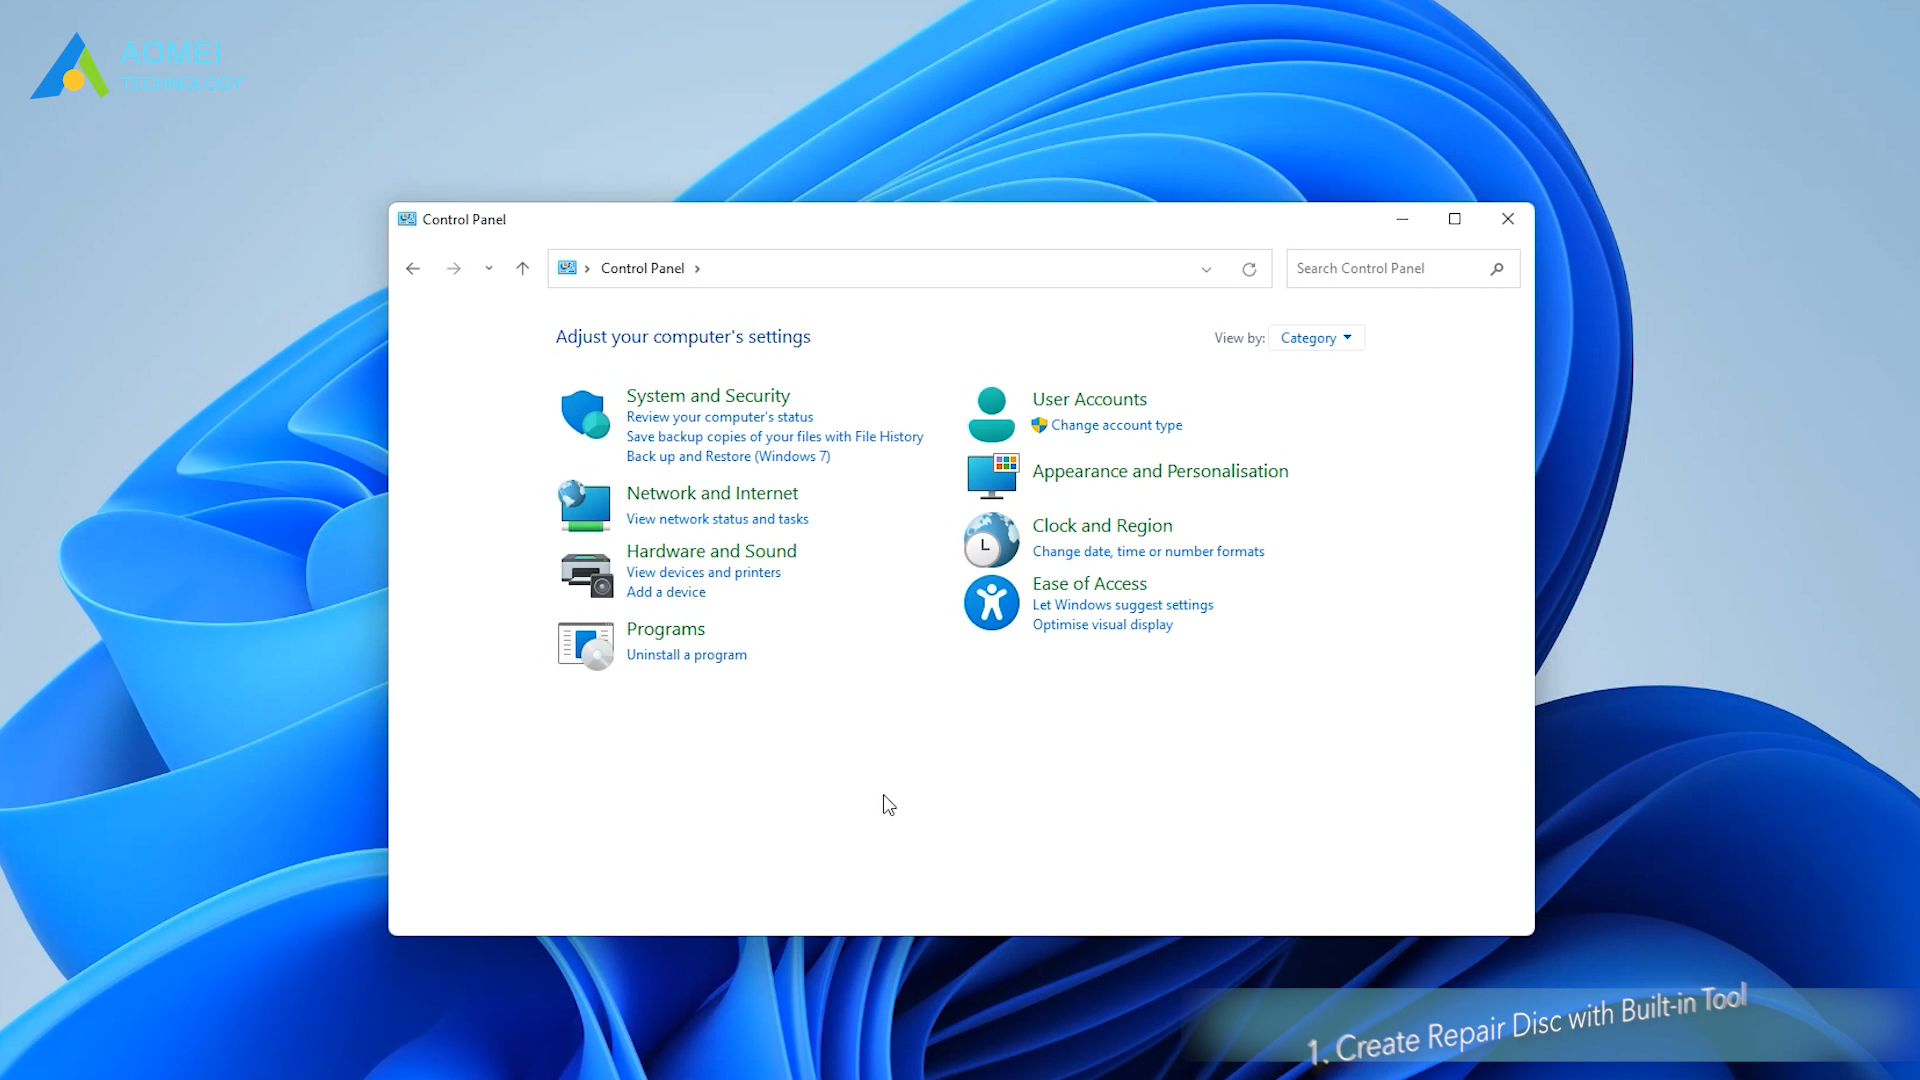 AOMEI
TECHNOLOGY
Control Panel
Control Panel
Search Control Panel
Adjust your computer's settings
View by: Category
System and Security
Review your computer's status
Save backup copies of your files with File History
Back up and Restore (Windows 7)
Network and Internet
View network status and tasks
Hardware and Sound
View devices and printers
Add a device
Programs
Uninstall a program
User Accounts
Change account type
Appearance and Personalisation
Clock and Region
Change date, time or number formats
Ease of Access
Let Windows suggest settings
Optimise visual display
1. Create Repair Disc with Built-in Tool